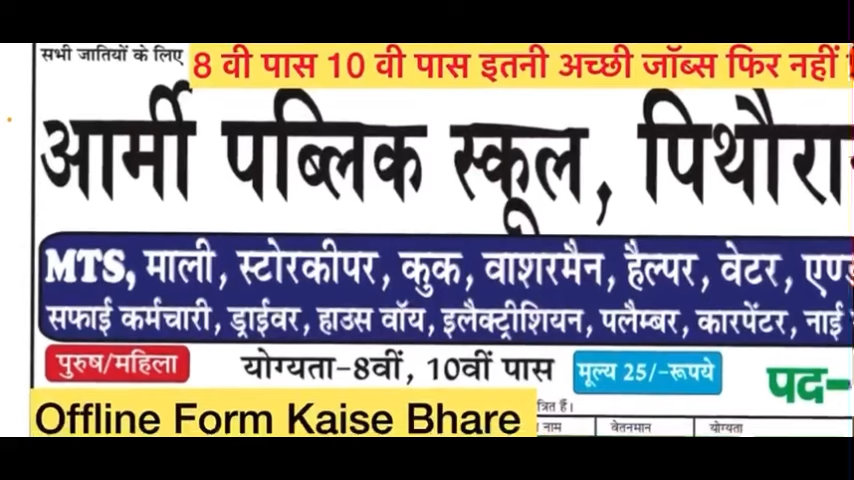 सभी जातियों के लिए
8 वी पास 10 वी पास इतनी अच्छी जॉब्स फिर नहीं
आर्मी पब्लिक स्कूल,
MTS, माली, स्टोरकीपर, कुक, वाशरमैन, हैल्पर, वेटर,
सफाई कर्मचारी, ड्राईवर, हाउस वॉय, इलैक्ट्रीशियन, पलैम्बर, कारपेंटर, नाई
पुरुष/महिला योग्यता-8वीं, 10वीं पास मूल्य 25/-रूपये पद-
Offline Form Kaise Bhare
नाम वेतनमान योग्यता